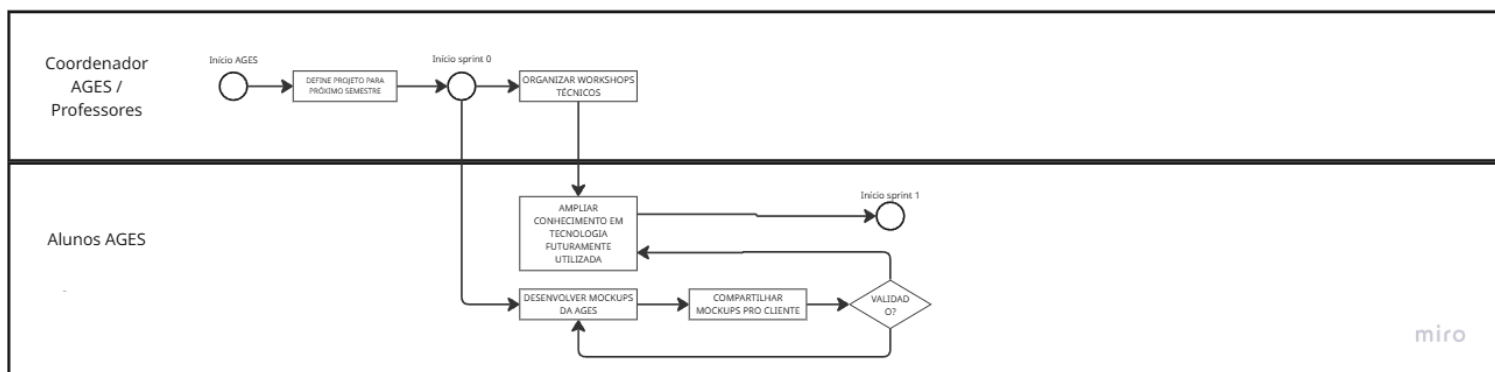 Coordenador
AGES /
Professores
Início AGES
DEFINE PROJETO PARA
PRÓXIMO SEMESTRE
Início sprint 0
ORGANIZAR WORKSHOPS
TÉCNICOS
Alunos AGES
AMPLIAR
CONHECIMENTO EM
TECNOLOGIA
FUTURAMENTE
UTILIZADA
Início sprint 1
DESENVOLVER MOCKUPS
DA AGES
COMPARTILHAR
MOCKUPS PRO CLIENTE
VALIDAD
O?
miro